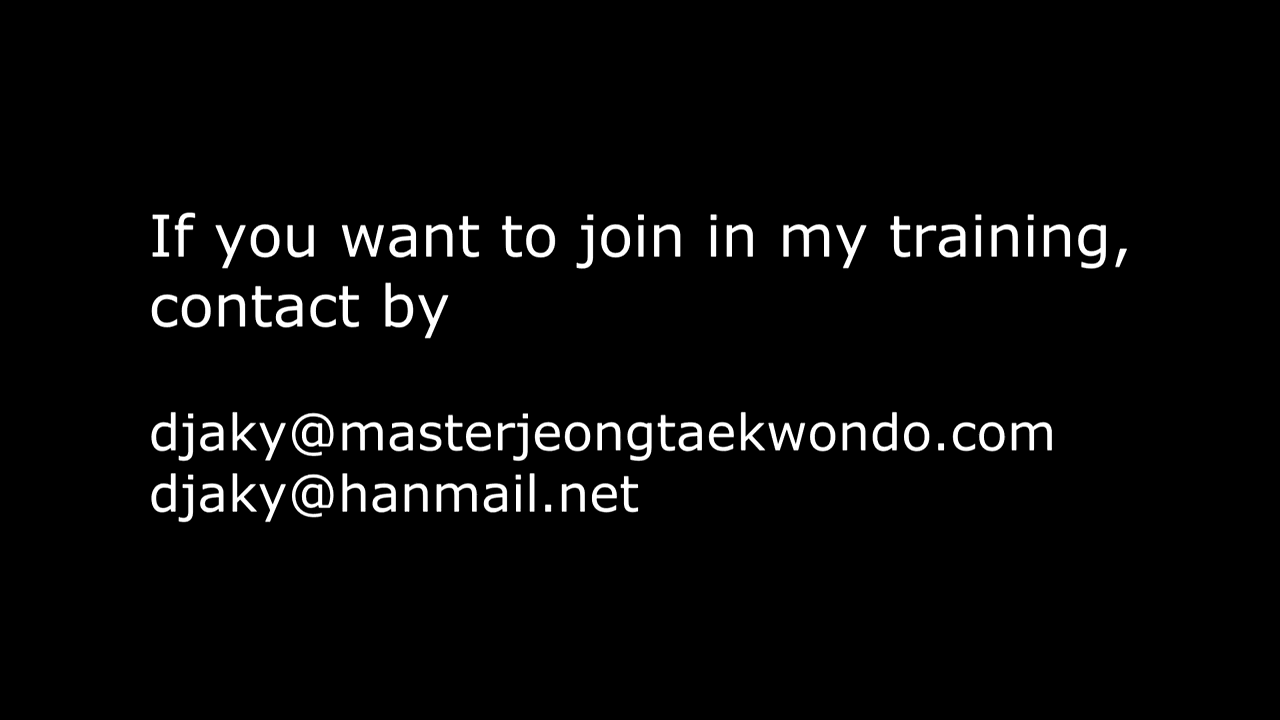 If you want to join in my training,
contact by
djaky@masterjeongtaekwondo.com
djaky@hanmail.net